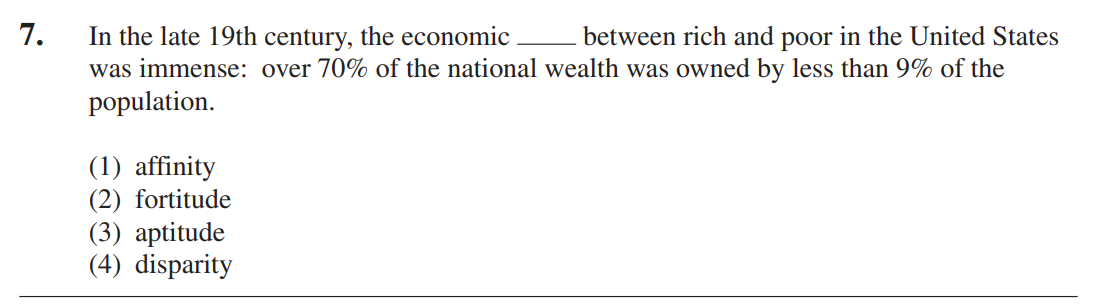 7. In the late 19th century, the economic ____ between rich and poor in the United States
was immense: over 70% of the national wealth was owned by less than 9% of the
population.
(1) affinity
(2) fortitude
(3) aptitude
(4) disparity